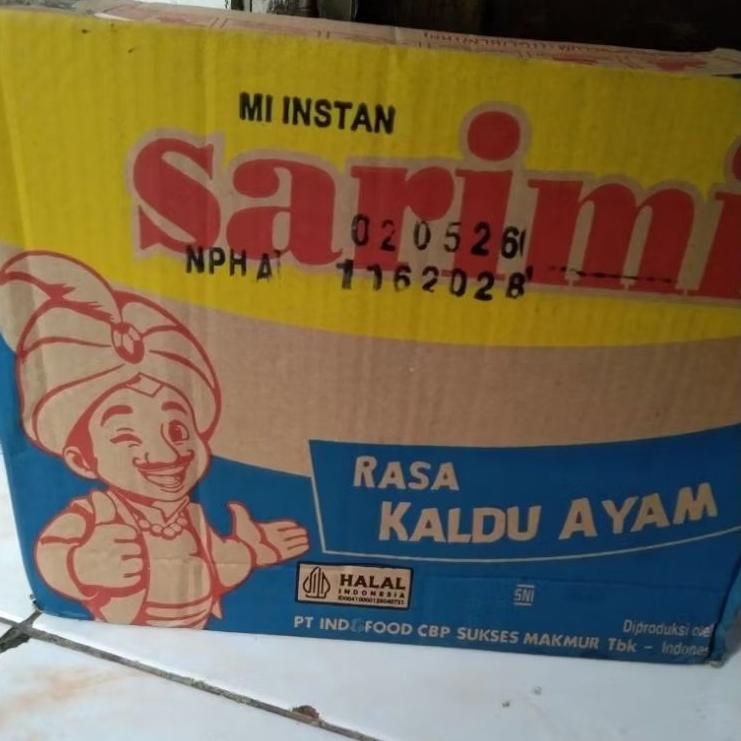 MI INSTAN
sarimi
020526
NPH A 1162028
RASA
KALDU AYAM
HALAL
INDONESIA
SNI
Diproduksi oleh
PT INDOFOOD CBP SUKSES MAKMUR Tbk -